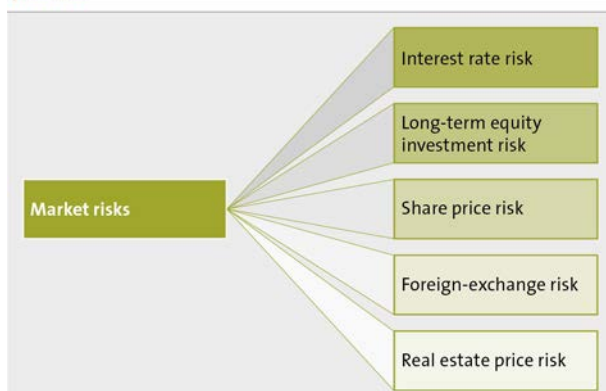 Market risks
Interest rate risk
Long-term equity
investment risk
Share price risk
Foreign-exchange risk
Real estate price risk